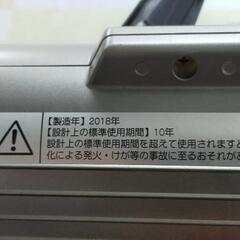 【製造年】2018年
【設計上の標準使用期間】10年
設計上の標準使用期間を超えて使用されますと
化による発火・けが等の事故に至るおそれがあ